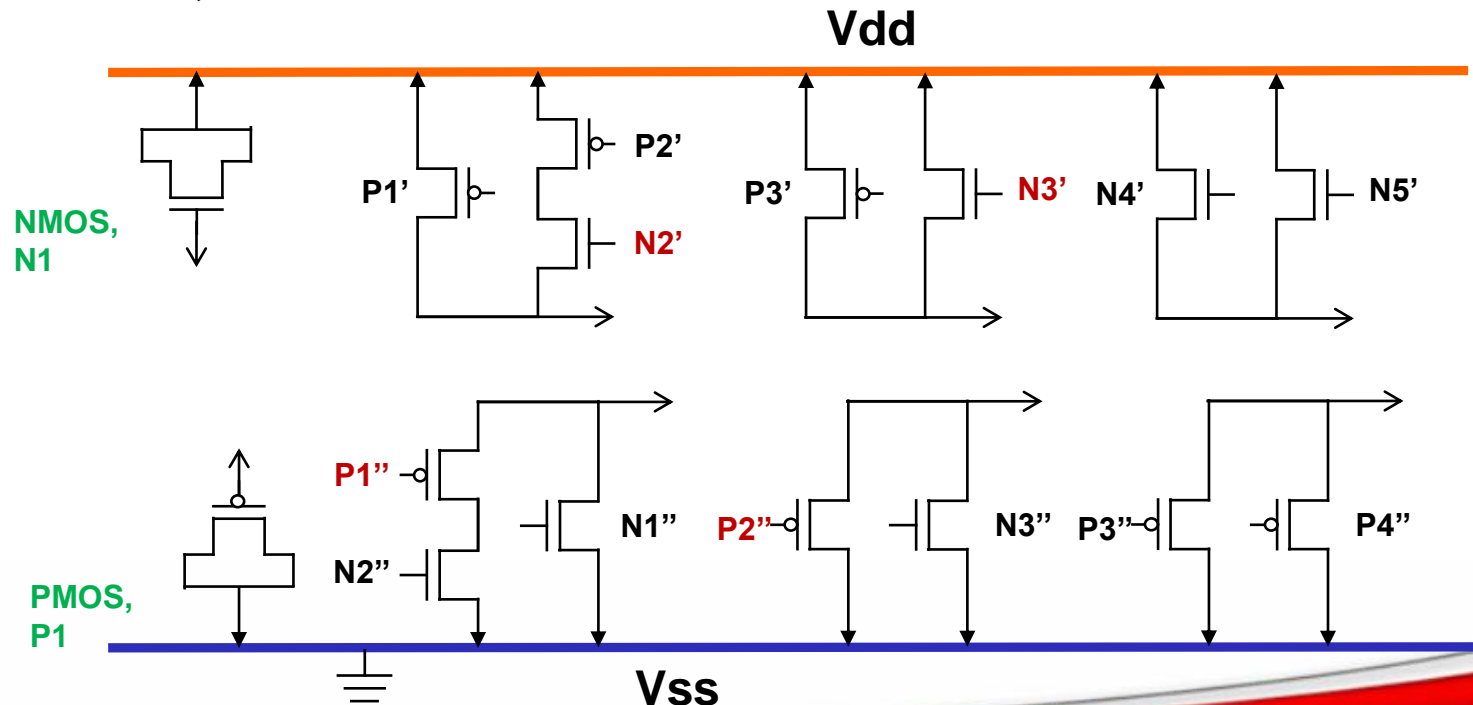 Vdd
P2’
P1’
P3’
N3’
N4’
N5’
NMOS,
N1
N2’
P1’’
N1’’
P2’’
N3’’
P3’’
P4’’
N2’’
PMOS,
P1
Vss